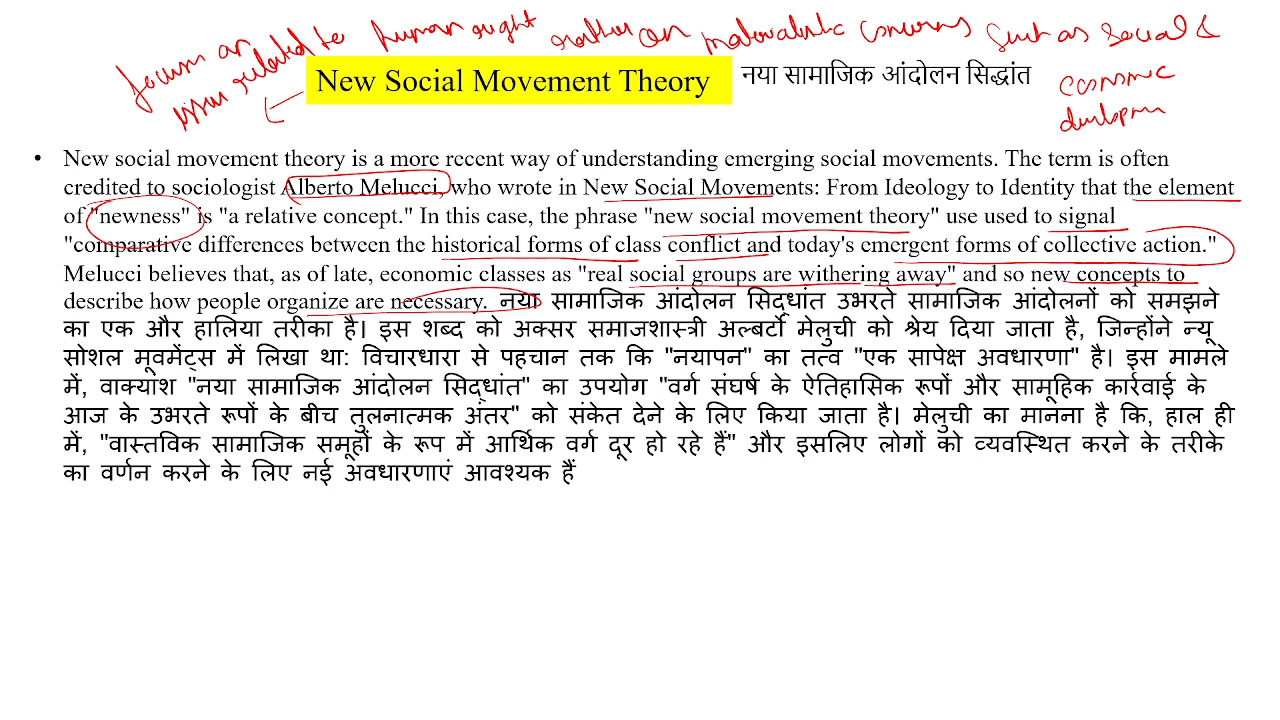 focus on human right rather on materialistic concerns such as social &
issues related to economic
New Social Movement Theory नया सामाजिक आंदोलन सिद्धांत
• New social movement theory is a more recent way of understanding emerging social movements. The term is often
credited to sociologist Alberto Melucci, who wrote in New Social Movements: From Ideology to Identity that the element
of "newness" is "a relative concept." In this case, the phrase "new social movement theory" use used to signal
"comparative differences between the historical forms of class conflict and today's emergent forms of collective action."
Melucci believes that, as of late, economic classes as "real social groups are withering away" and so new concepts to
describe how people organize are necessary. नया सामाजिक आंदोलन सिद्धांत उभरते सामाजिक आंदोलनों को समझने
का एक और हालिया तरीका है। इस शब्द को अक्सर समाजशास्त्री अल्बर्टो मेलुची को श्रेय दिया जाता है, जिन्होंने न्यू
सोशल मूवमेंट्स में लिखा था: विचारधारा से पहचान तक कि "नयापन" का तत्व "एक सापेक्ष अवधारणा" है। इस मामले
में, वाक्यांश "नया सामाजिक आंदोलन सिद्धांत" का उपयोग "वर्ग संघर्ष के ऐतिहासिक रूपों और सामूहिक कार्रवाई के
आज के उभरते रूपों के बीच तुलनात्मक अंतर" को संकेत देने के लिए किया जाता है। मेलुची का मानना है कि, हाल ही
में, "वास्तविक सामाजिक समूहों के रूप में आर्थिक वर्ग दूर हो रहे हैं" और इसलिए लोगों को व्यवस्थित करने के तरीके
का वर्णन करने के लिए नई अवधारणाएं आवश्यक हैं